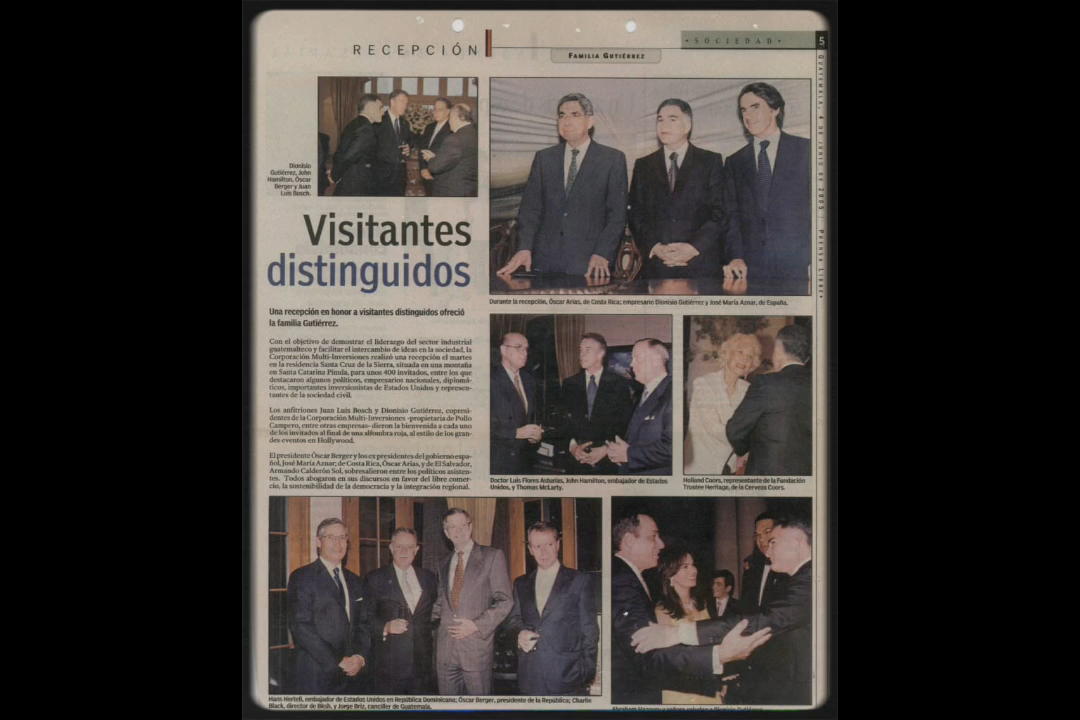 RECEPCIÓN
FAMILIA GUTIÉRREZ
• SOCIEDAD •
5
GUATEMALA, 4 DE JUNIO DE 2005
PRENSA LIBRE
Dionisio
Gutiérrez, John
Hamilton, Óscar
Berger y Juan
Luis Bosch.
Visitantes
distinguidos
Una recepción en honor a visitantes distinguidos ofreció
la familia Gutiérrez.
Con el objetivo de demostrar el liderazgo del sector industrial
guatemalteco y facilitar el intercambio de ideas en la sociedad, la
Corporación Multi-Inversiones realizó una recepción el martes
en la residencia Santa Cruz de la Sierra, situada en una montaña
en Santa Catarina Pinula, para unos 400 invitados, entre los que
destacaron algunos políticos, empresarios nacionales, diplomá-
ticos, importantes inversionistas de Estados Unidos y represen-
tantes de la sociedad civil.
Los anfitriones Juan Luis Bosch y Dionisio Gutiérrez, copresi-
dentes de la Corporación Multi-Inversiones -propietaria de Pollo
Campero, entre otras empresas- dieron la bienvenida a cada uno
de los invitados al final de una alfombra roja, al estilo de los gran-
des eventos en Hollywood.
El presidente Óscar Berger y los ex presidentes del gobierno espa-
ñol, José María Aznar; de Costa Rica, Óscar Arias, y de El Salvador,
Armando Calderón Sol, sobresalieron entre los políticos asisten-
tes. Todos abogaron en sus discursos en favor del libre comer-
cio, la sostenibilidad de la democracia y la integración regional.
Durante la recepción, Óscar Arias, de Costa Rica; empresario Dionisio Gutiérrez y José María Aznar, de España.
Doctor Luis Flores Asturias, John Hamilton, embajador de Estados
Unidos, y Thomas McLarty.
Holland Coors, representante de la Fundación
Trustee Heritage, de la Cerveza Coors.
Hans Hertell, embajador de Estados Unidos en República Dominicana; Óscar Berger, presidente de la República; Charlie
Black, director de Bksh, y Jorge Briz, canciller de Guatemala.